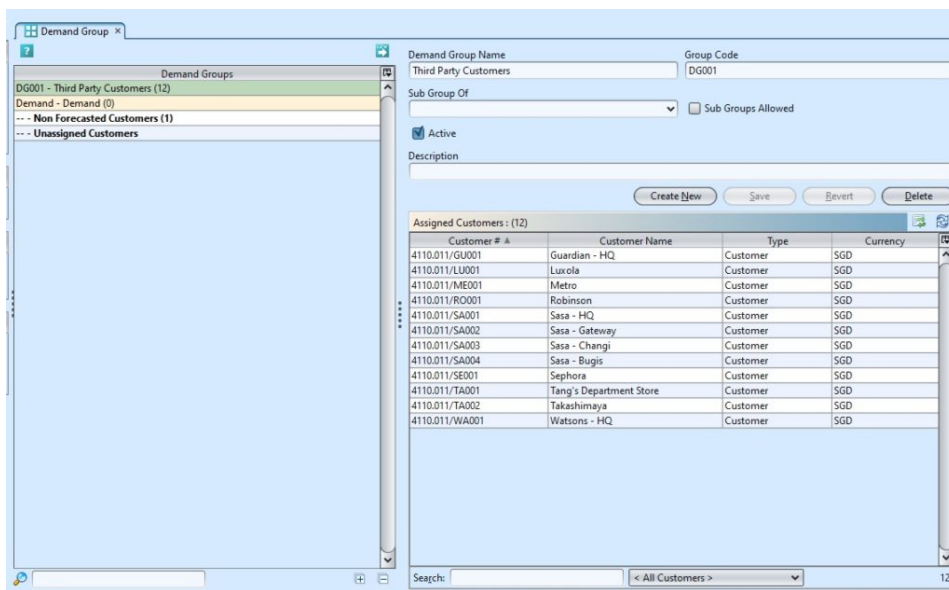 Demand Group ×
?
Demand Groups
DG001 - Third Party Customers (12)
Demand - Demand (0)
-- - Non Forecasted Customers (1)
-- - Unassigned Customers
Demand Group Name
Group Code
Third Party Customers
DG001
Sub Group Of
Sub Groups Allowed
Active
Description
Create New
Save
Revert
Delete
Assigned Customers : (12)
Customer # Customer Name Type Currency
4110.011/GU001 Guardian - HQ Customer SGD
4110.011/LU001 Luxola Customer SGD
4110.011/ME001 Metro Customer SGD
4110.011/RO001 Robinson Customer SGD
4110.011/SA001 Sasa - HQ Customer SGD
4110.011/SA002 Sasa - Gateway Customer SGD
4110.011/SA003 Sasa - Changi Customer SGD
4110.011/SA004 Sasa - Bugis Customer SGD
4110.011/SE001 Sephora Customer SGD
4110.011/TA001 Tang's Department Store Customer SGD
4110.011/TA002 Takashimaya Customer SGD
4110.011/WA001 Watsons - HQ Customer SGD
Search:
< All Customers >
12